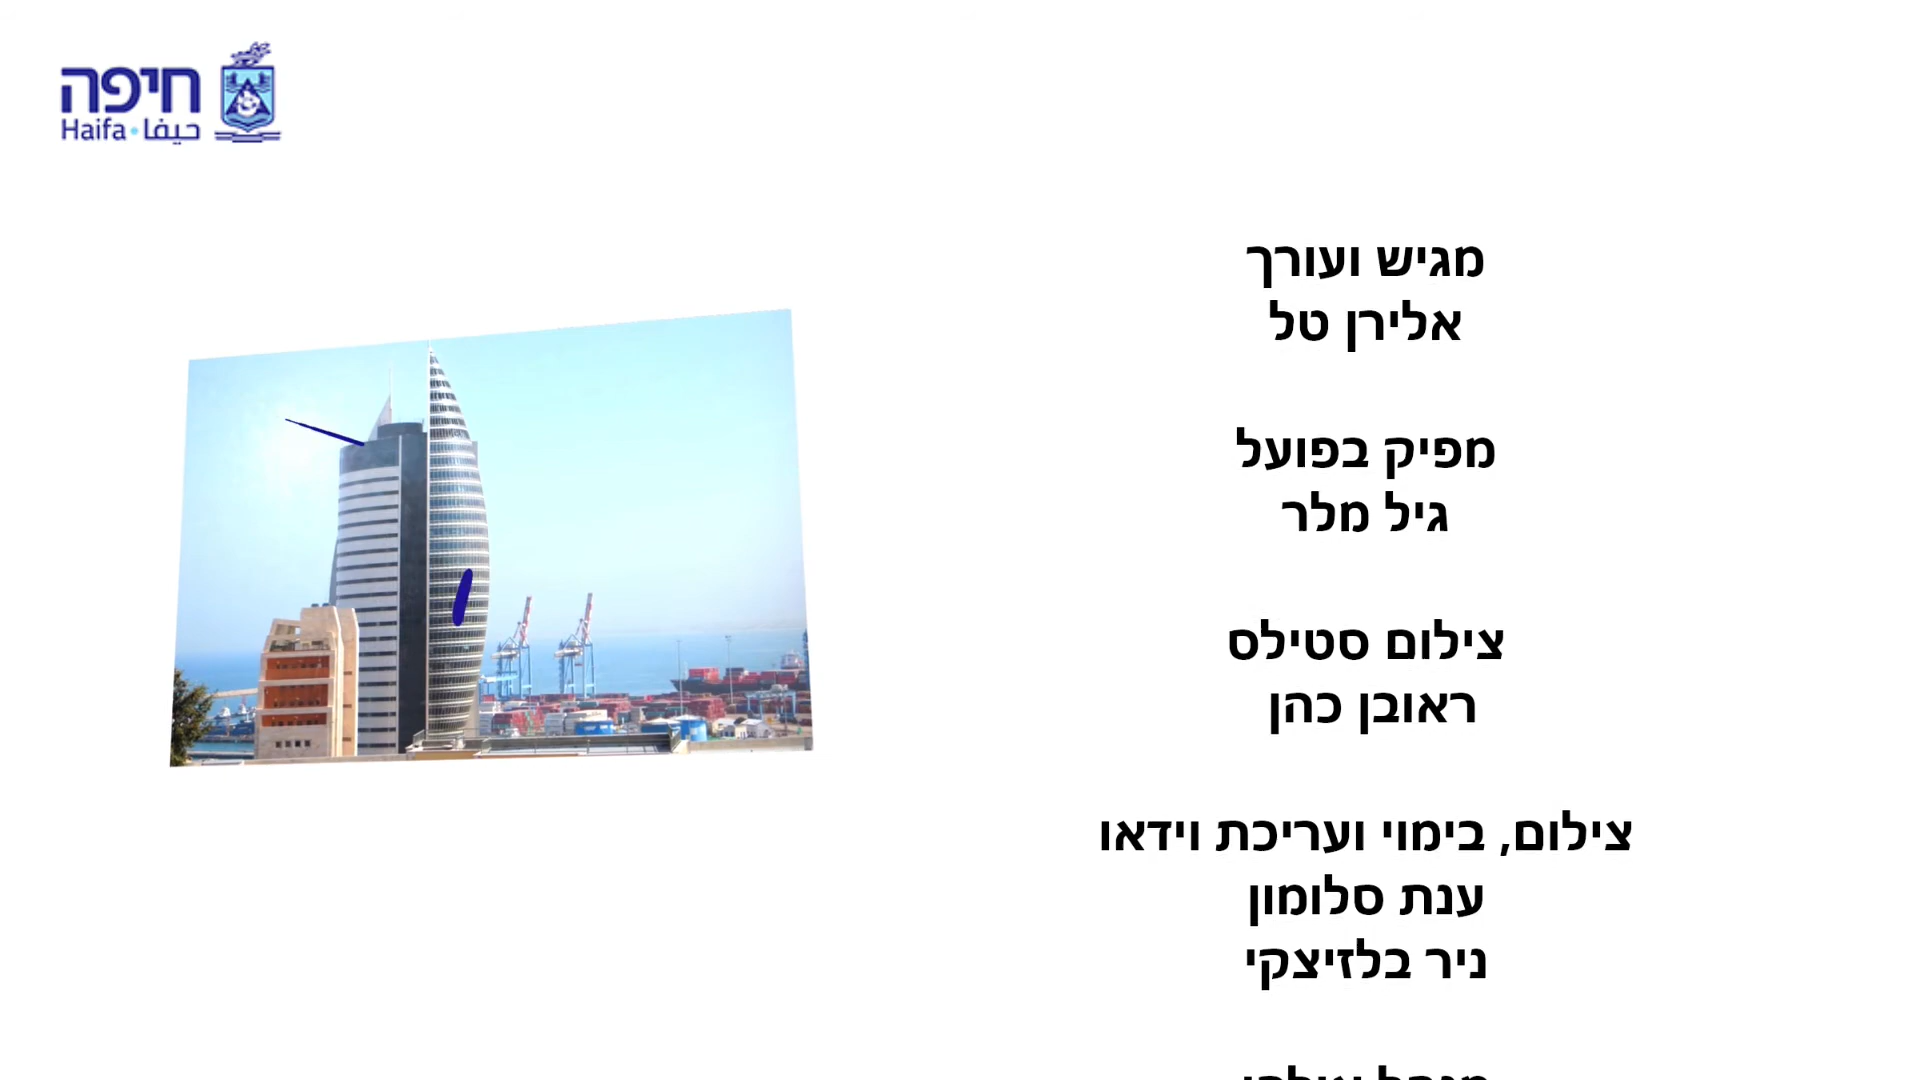 חיפה
Haifa • حيفا
מגיש ועורך
אלירן טל
מפיק בפועל
גיל מלר
צילום סטילס
ראובן כהן
צילום, בימוי ועריכת וידאו
ענת סלומון
ניר בלזיצקי